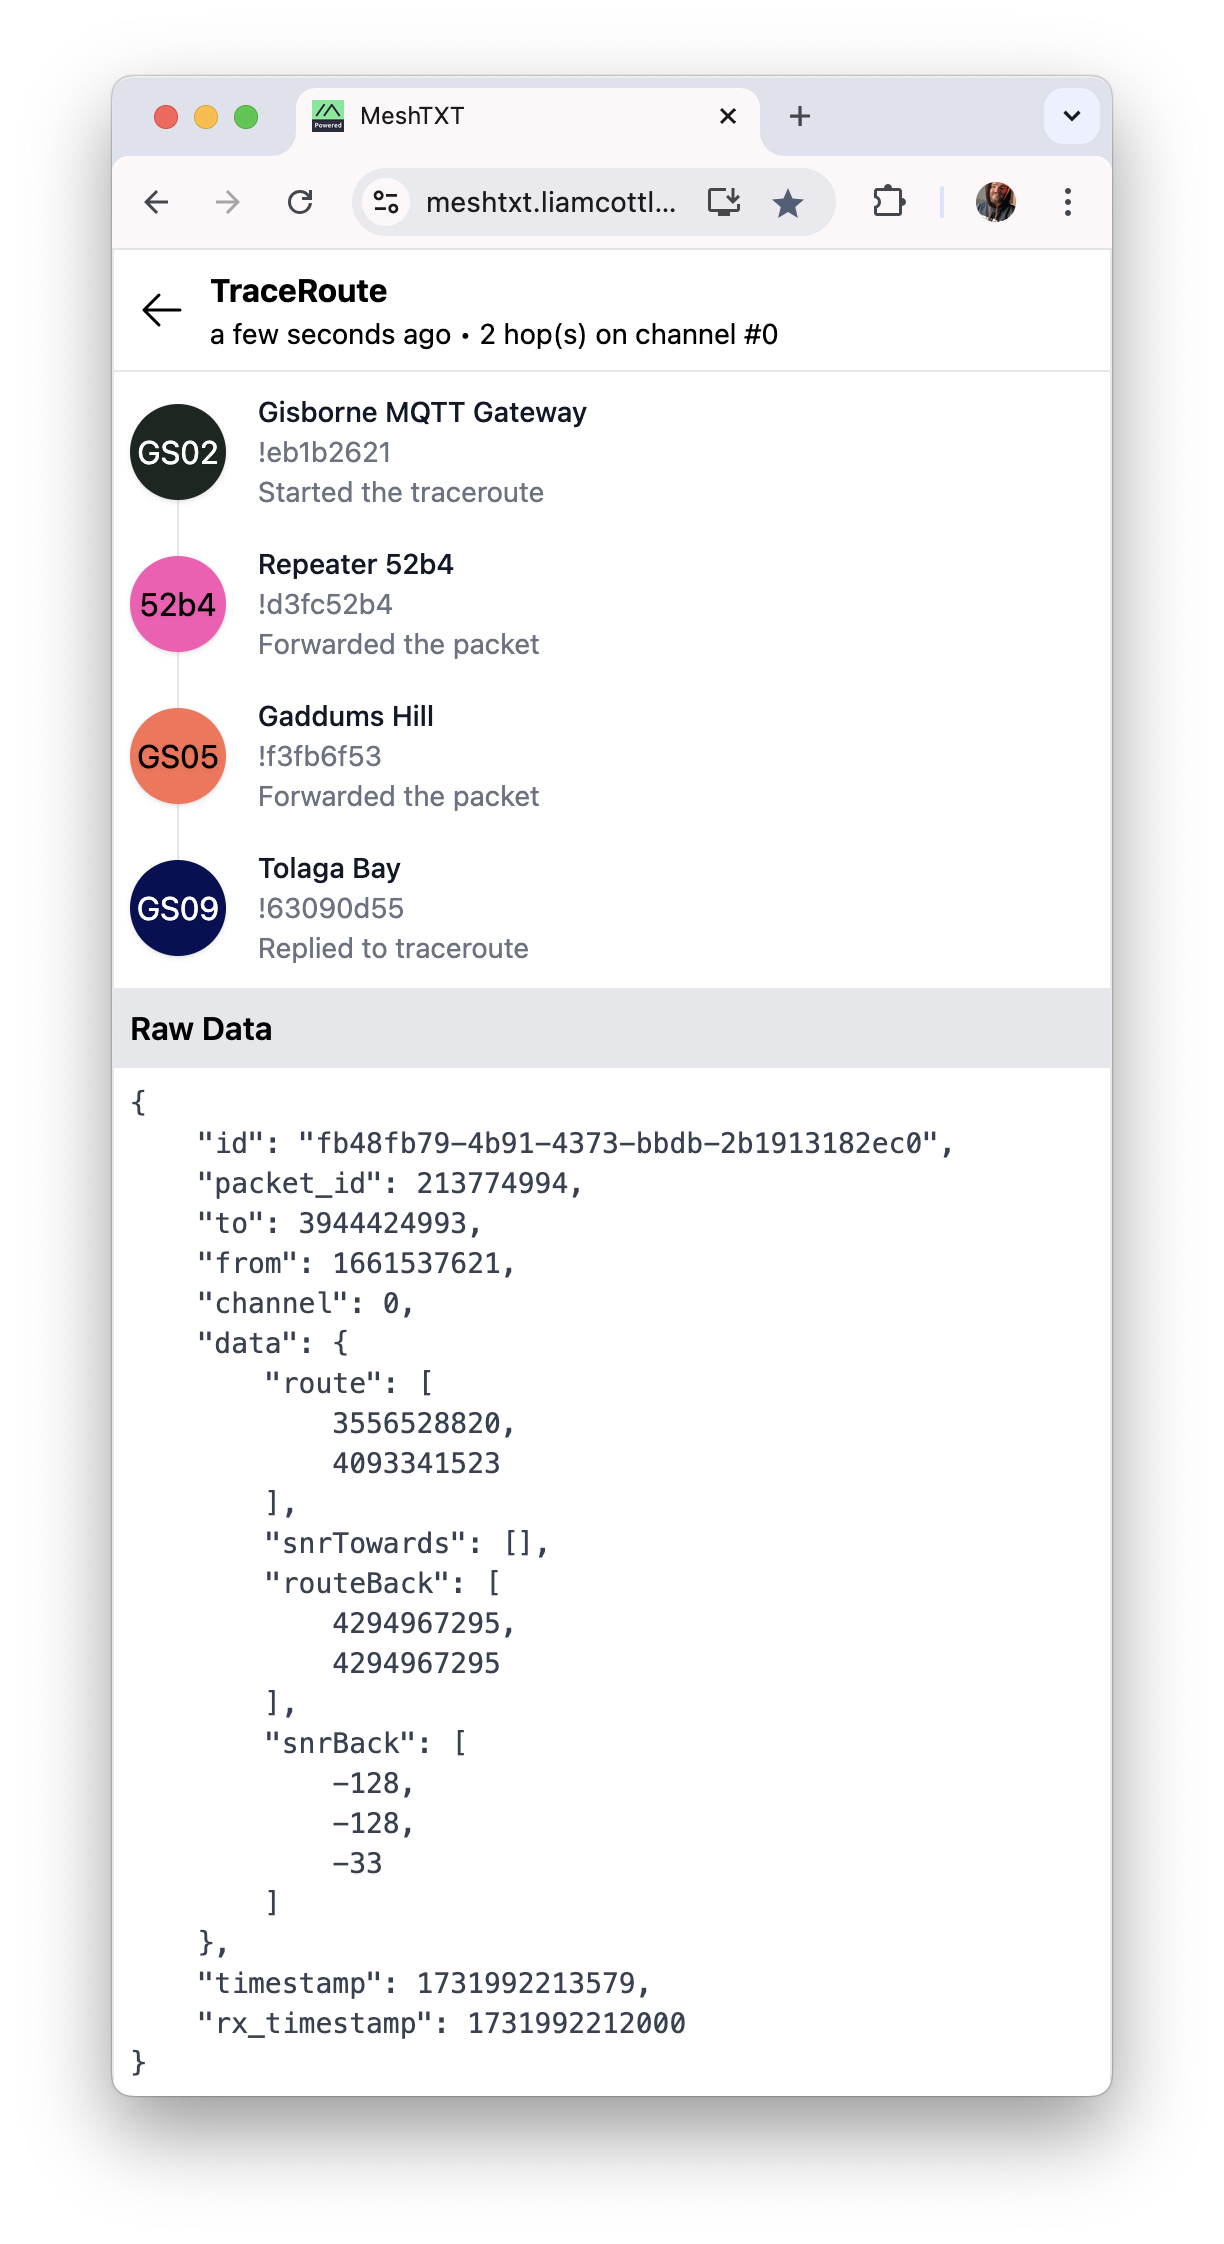 Powered
MeshTXT
meshtxt.liamcottl...
TraceRoute
a few seconds ago • 2 hop(s) on channel #0
GS02
Gisborne MQTT Gateway
!eb1b2621
Started the traceroute
52b4
Repeater 52b4
!d3fc52b4
Forwarded the packet
GS05
Gaddums Hill
!f3fb6f53
Forwarded the packet
GS09
Tolaga Bay
!63090d55
Replied to traceroute
Raw Data
{
    "id": "fb48fb79-4b91-4373-bbdb-2b1913182ec0",
    "packet_id": 213774994,
    "to": 3944424993,
    "from": 1661537621,
    "channel": 0,
    "data": {
        "route": [
            3556528820,
            4093341523
        ],
        "snrTowards": [],
        "routeBack": [
            4294967295,
            4294967295
        ],
        "snrBack": [
            -128,
            -128,
            -33
        ]
    },
    "timestamp": 1731992213579,
    "rx_timestamp": 1731992212000
}